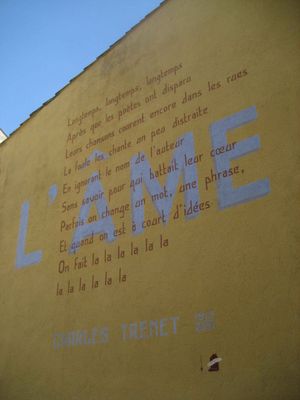 Longtemps, longtemps, longtemps
Après que les poètes ont disparu
Leurs chansons courent encore dans les rues
La foule les chante un peu distraite
En ignorant le nom de l'auteur
Sans savoir pour qui battait leur cœur
Parfois on change un mot, une phrase,
Et quand on est à court d'idées
On fait la la la la la la
la la la la la la
L'AME
CHARLES TRENET